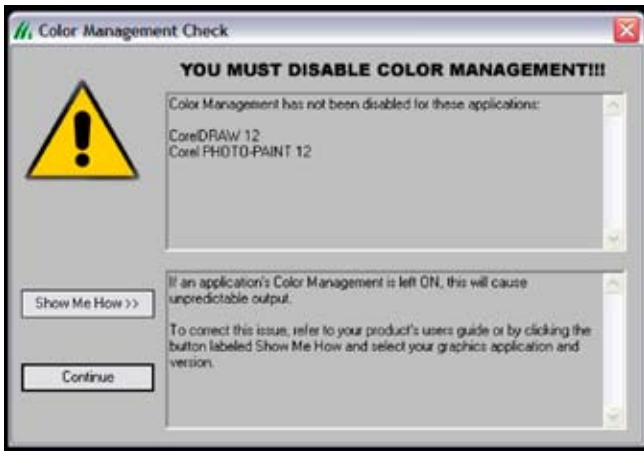 Color Management Check
YOU MUST DISABLE COLOR MANAGEMENT!!!
Color Management has not been disabled for these applications:
CorelDRAW 12
Corel PHOTO-PAINT 12
Show Me How >>
Continue
If an application's Color Management is left ON, this will cause
unpredictable output.
To correct this issue, refer to your product's users guide or by clicking the
button labeled Show Me How and select your graphics application and
version.